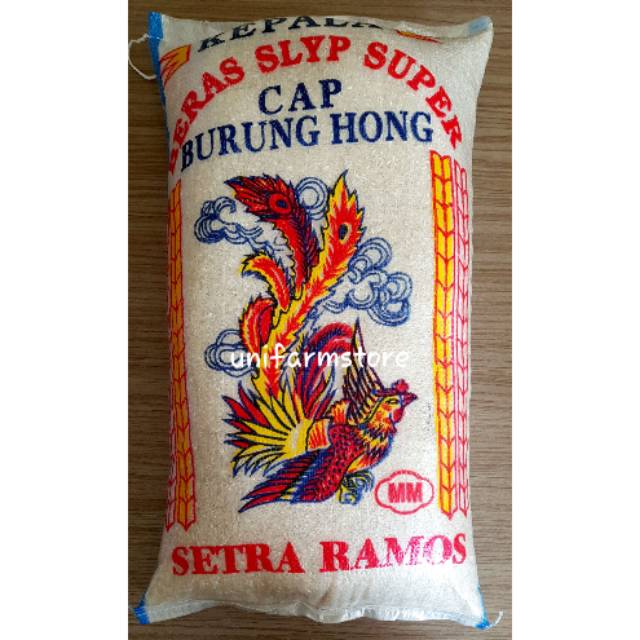 KEPALA
BERAS SLYP SUPER
CAP
BURUNG HONG
unifarmstore
MM
SETRA RAMOS